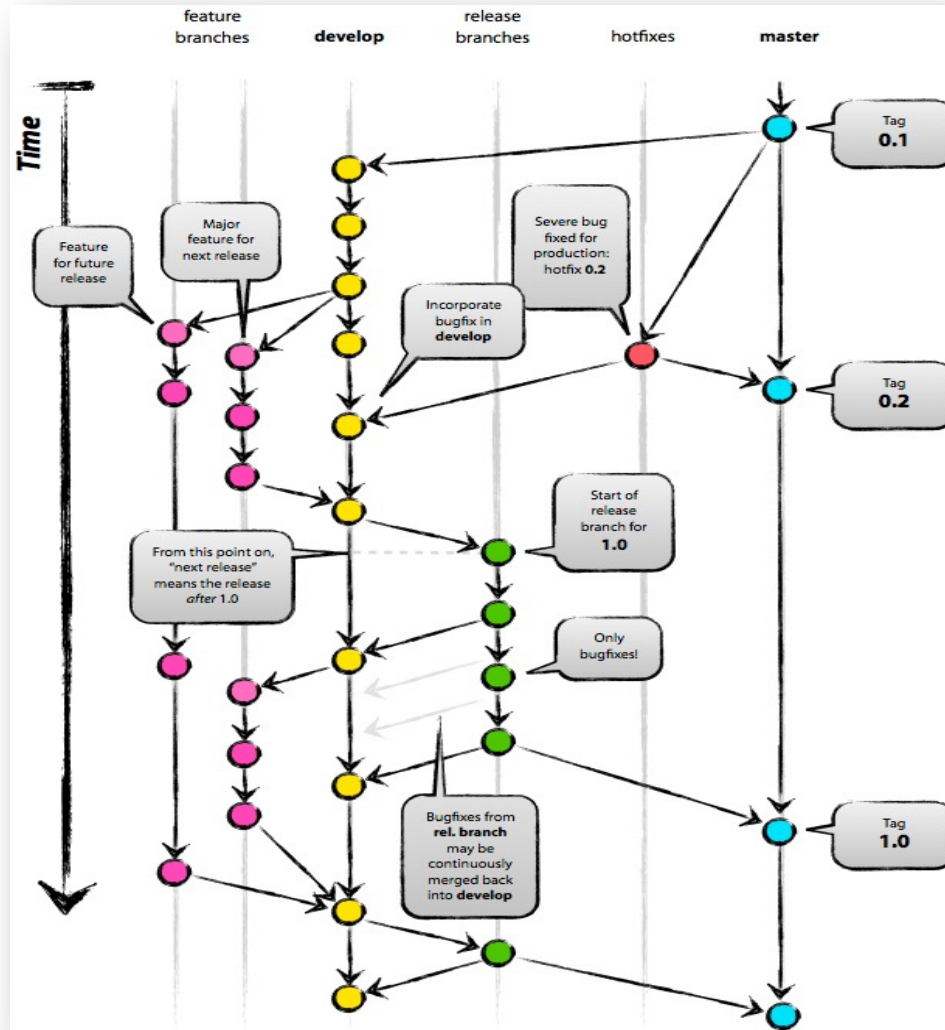 feature
branches
develop
release
branches
hotfixes
master
Time
Tag
0.1
Major
feature for
next release
Feature
for future
release
Severe bug
fixed for
production:
hotfix 0.2
Incorporate
bugfix in
develop
Tag
0.2
Start of
release
branch for
1.0
From this point on,
“next release”
means the release
after 1.0
Only
bugfixes!
Bugfixes from
rel. branch
may be
continuously
merged back
into develop
Tag
1.0